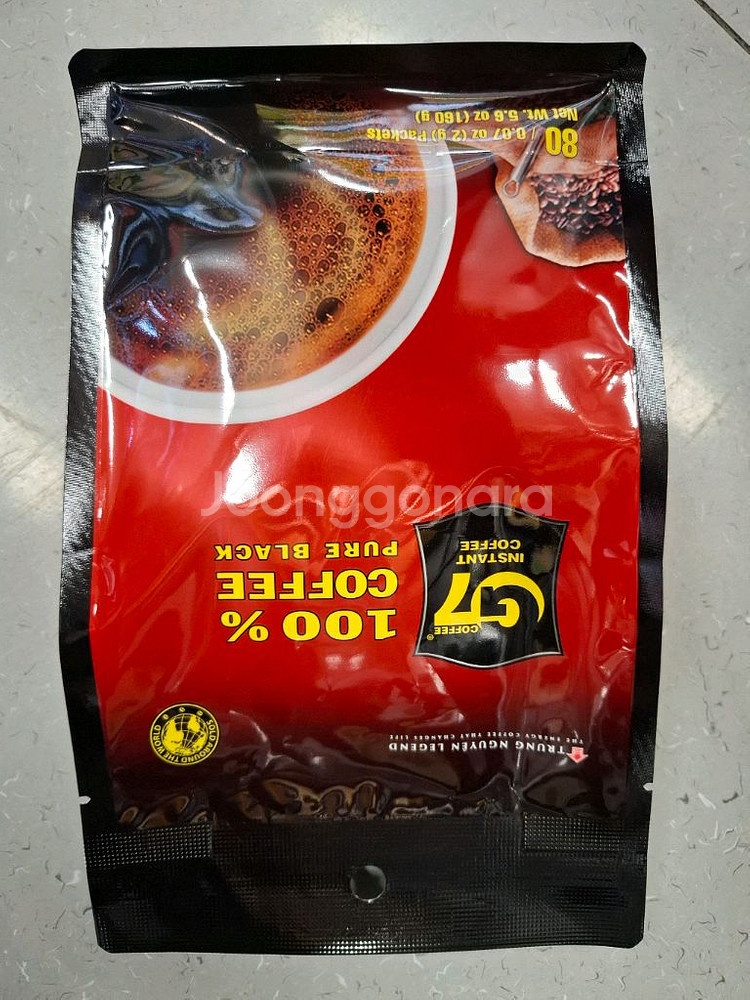 TRUNG NGUYÊN LEGEND
THE ENERGY COFFEE THAT CHANGES LIFE
SOLD AROUND THE WORLD
G7
COFFEE®
INSTANT
COFFEE
100%
COFFEE
PURE BLACK
80 / 0.07 oz (2 g) Packets
Net Wt. 5.6 oz (160 g)
Joonggonara